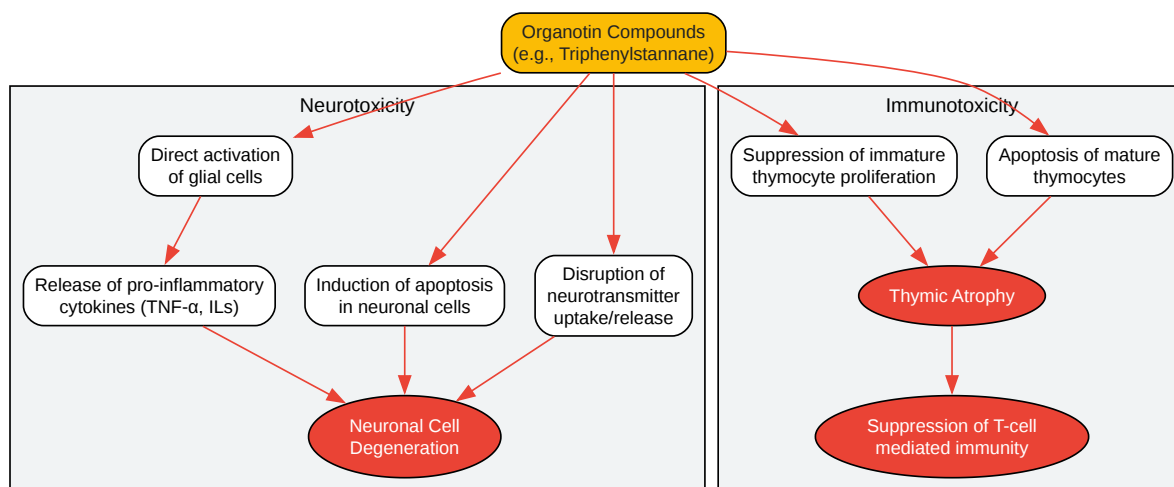 Organotin Compounds
(e.g., Triphenylstannane)
Neurotoxicity
Direct activation
of glial cells
Release of pro-inflammatory
cytokines (TNF-α, ILs)
Induction of apoptosis
in neuronal cells
Disruption of
neurotransmitter
uptake/release
Neuronal Cell
Degeneration
Immunotoxicity
Suppression of immature
thymocyte proliferation
Apoptosis of mature
thymocytes
Thymic Atrophy
Suppression of T-cell
mediated immunity